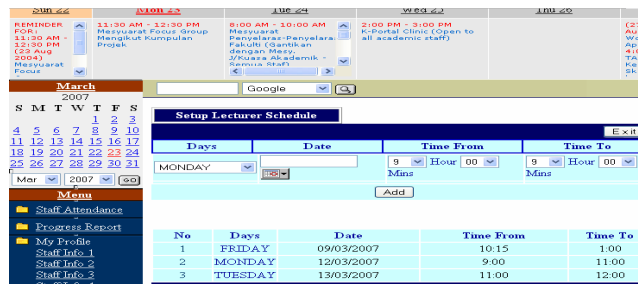 Sun 22 Mon 23 Tue 24 Wed 25 Thu 26
REMINDER
FOR:
11:30 AM -
12:30 PM
(23 Aug
2004)
Mesyuarat
Focus
11:30 AM - 12:30 PM
Mesyuarat Focus Group
Mengikut Kumpulan
Projek
8:00 AM - 10:00 AM
Mesyuarat
Penyelaras-Penyelara
Fakulti (Gantikan
dengan Mesy.
J/Kuasa Akademik -
Semua Staf)
2:00 PM - 3:00 PM
K-Portal Clinic (Open to
all academic staff)
March
2007
S M T W T F S
1 2 3
4 5 6 7 8 9 10
11 12 13 14 15 16 17
18 19 20 21 22 23 24
25 26 27 28 29 30 31
Mar 2007 GO
Menu
Staff Attendance
Progress Report
My Profile
Staff Info 1
Staff Info 2
Staff Info 3
Google
Setup Lecturer Schedule
Exit
Days Date Time From Time To
MONDAY 9 Hour 00 Mins 9 Hour 00 Mins
Add
No Days Date Time From Time To
1 FRIDAY 09/03/2007 10:15 1:00
2 MONDAY 12/03/2007 9:00 11:00
3 TUESDAY 13/03/2007 11:00 12:00